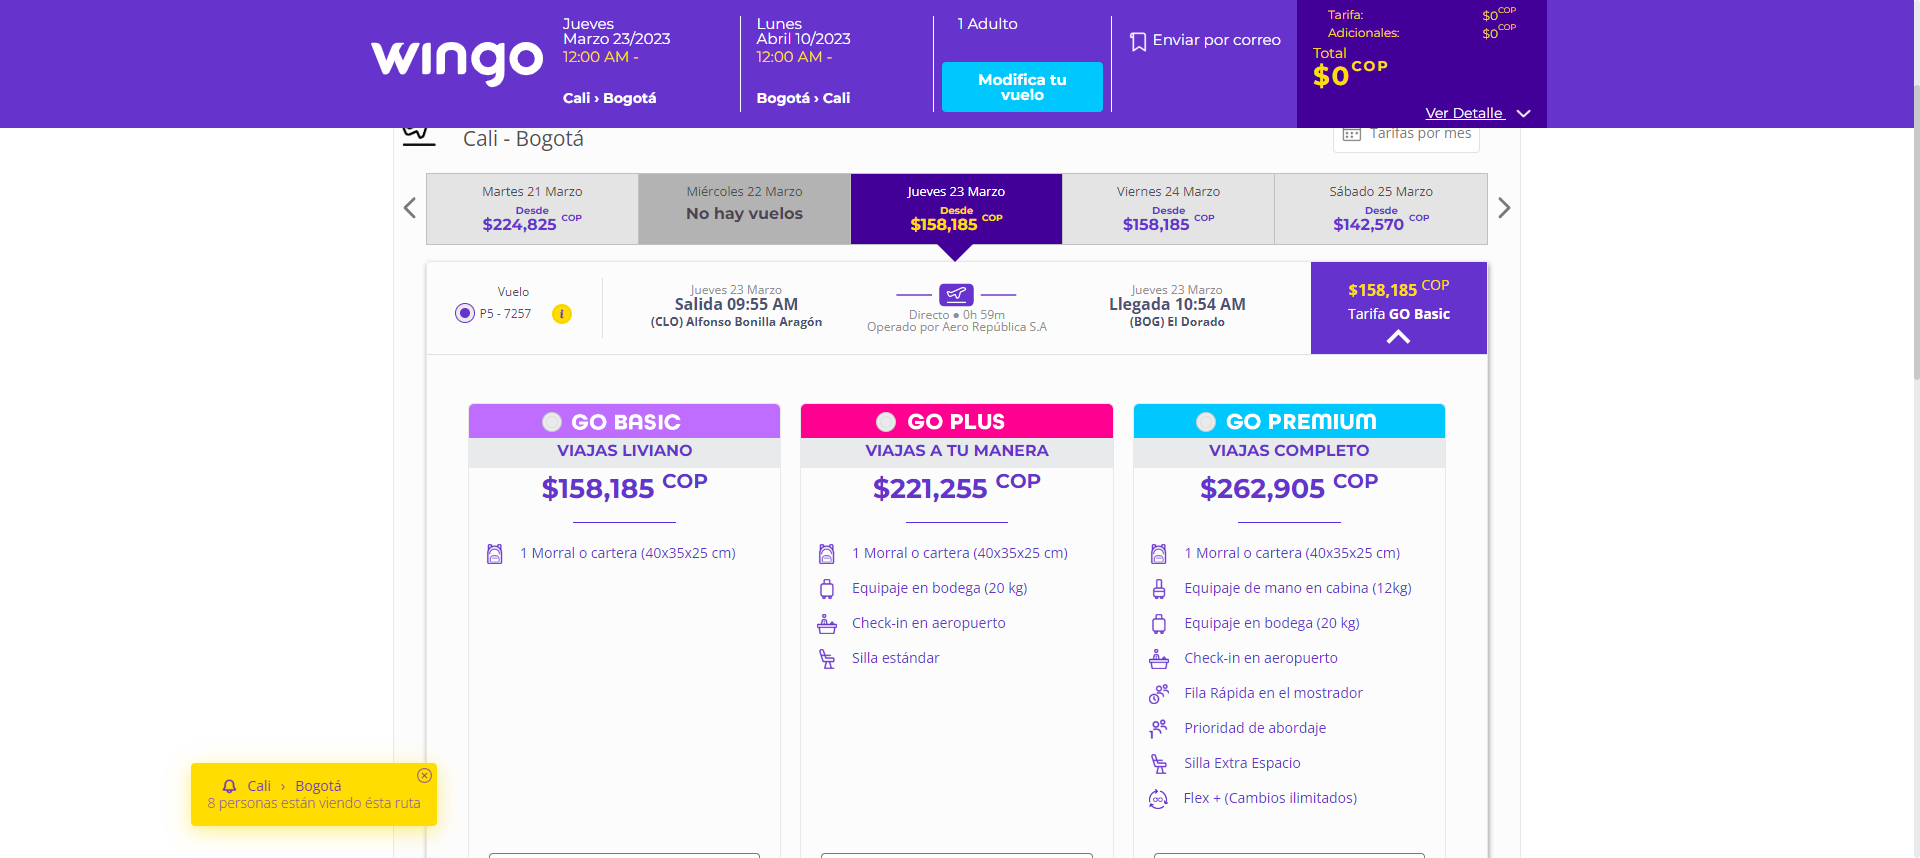 wingo
Jueves
Marzo 23/2023
12:00 AM -
Cali › Bogotá
Lunes
Abril 10/2023
12:00 AM -
Bogotá › Cali
1 Adulto
Modifica tu
vuelo
Enviar por correo
Tarifa: $0 COP
Adicionales: $0 COP
Total
$0 COP
Ver Detalle
Cali - Bogotá
Tarifas por mes
Martes 21 Marzo
Desde
$224,825 COP
Miércoles 22 Marzo
No hay vuelos
Jueves 23 Marzo
Desde
$158,185 COP
Viernes 24 Marzo
Desde
$158,185 COP
Sábado 25 Marzo
Desde
$142,570 COP
Vuelo
P5 - 7257
i
Jueves 23 Marzo
Salida 09:55 AM
(CLO) Alfonso Bonilla Aragón
Directo ● 0h 59m
Operado por Aero República S.A
Jueves 23 Marzo
Llegada 10:54 AM
(BOG) El Dorado
$158,185 COP
Tarifa GO Basic
GO BASIC
VIAJAS LIVIANO
$158,185 COP
1 Morral o cartera (40x35x25 cm)
GO PLUS
VIAJAS A TU MANERA
$221,255 COP
1 Morral o cartera (40x35x25 cm)
Equipaje en bodega (20 kg)
Check-in en aeropuerto
Silla estándar
GO PREMIUM
VIAJAS COMPLETO
$262,905 COP
1 Morral o cartera (40x35x25 cm)
Equipaje de mano en cabina (12kg)
Equipaje en bodega (20 kg)
Check-in en aeropuerto
Fila Rápida en el mostrador
Prioridad de abordaje
Silla Extra Espacio
Flex + (Cambios ilimitados)
Cali › Bogotá
8 personas están viendo ésta ruta